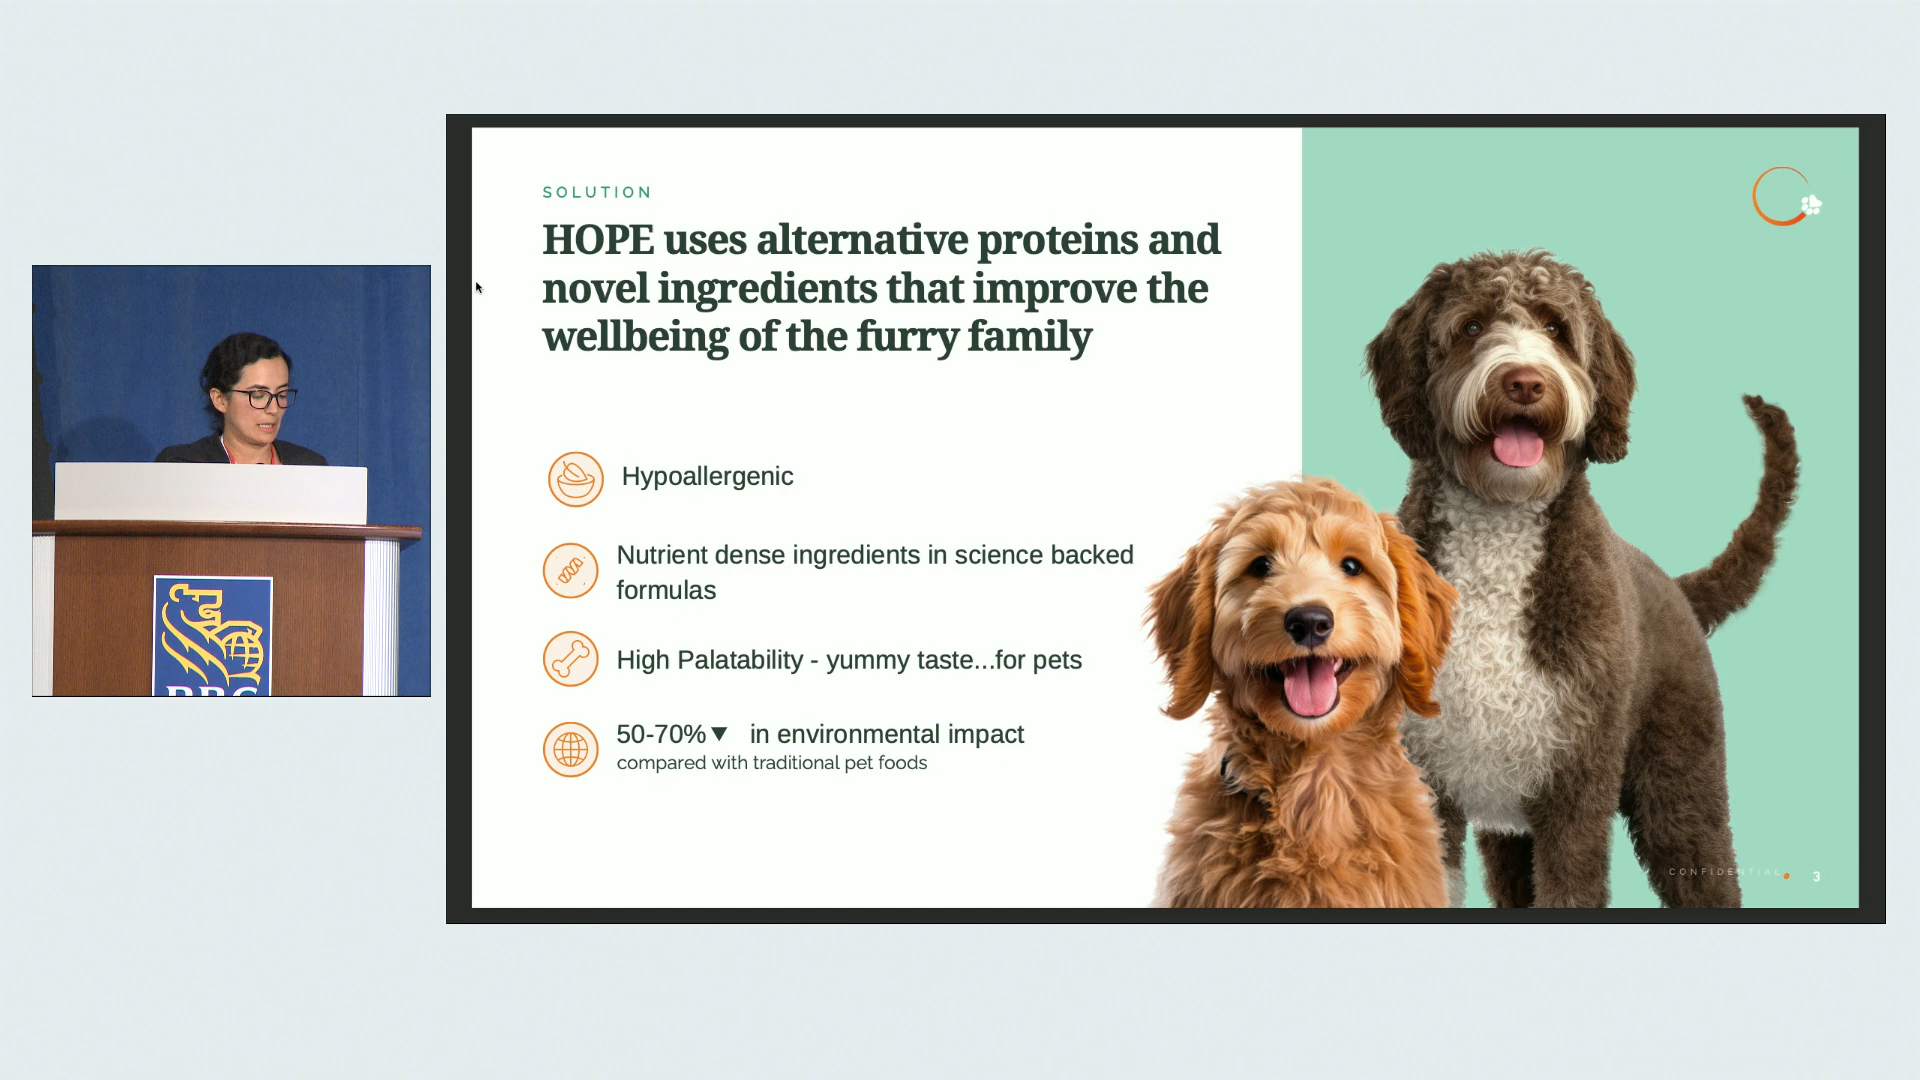 SOLUTION
HOPE uses alternative proteins and
novel ingredients that improve the
wellbeing of the furry family
Hypoallergenic
Nutrient dense ingredients in science backed
formulas
High Palatability - yummy taste...for pets
50-70%▼ in environmental impact
compared with traditional pet foods
CONFIDENTIAL
3
RBC